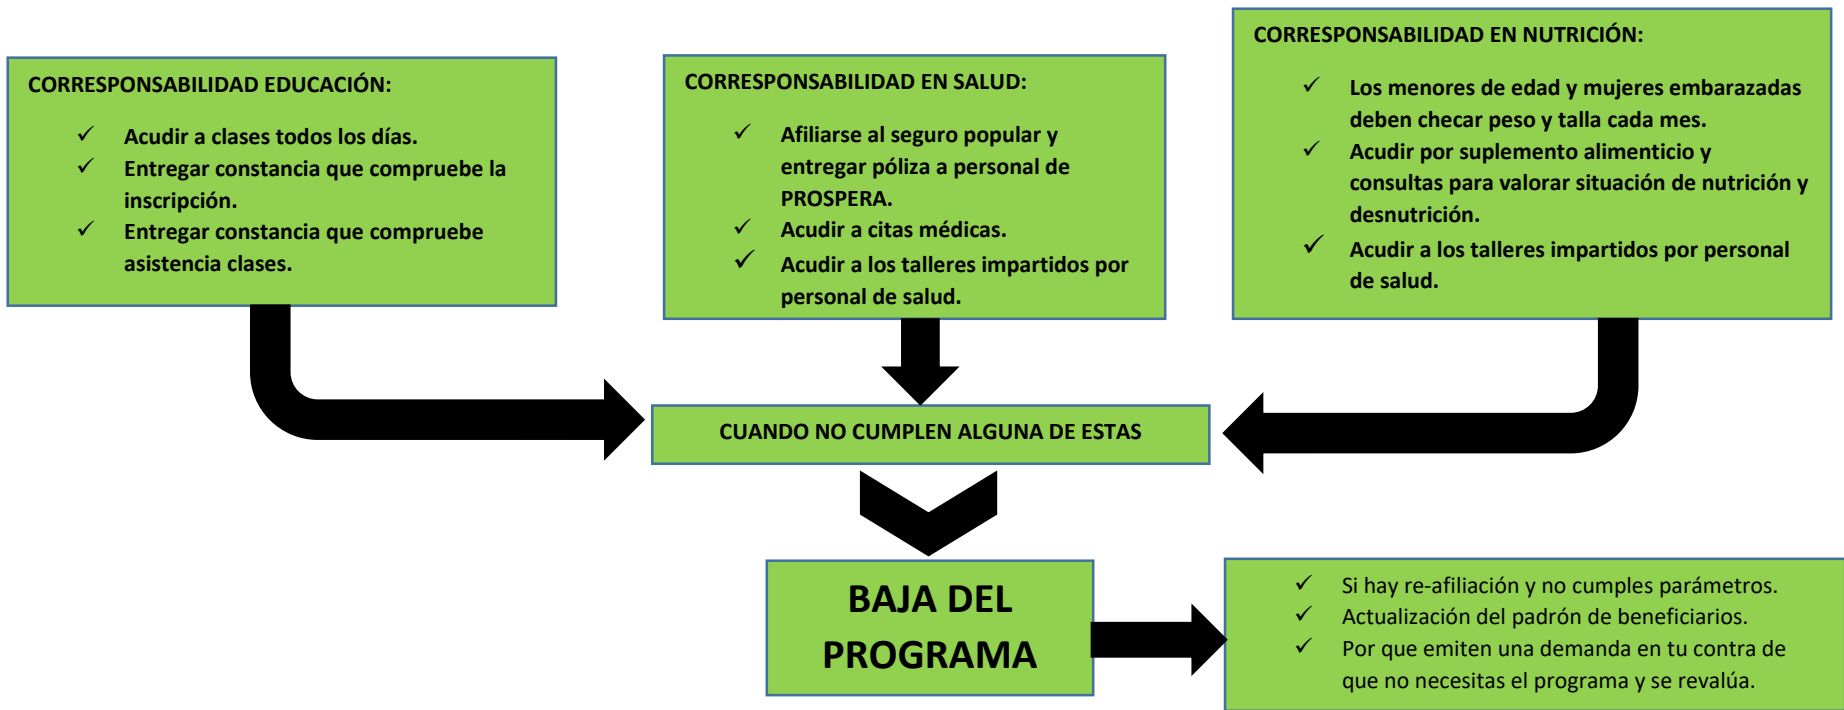 CORRESPONSABILIDAD EDUCACIÓN:
✓ Acudir a clases todos los días.
✓ Entregar constancia que compruebe la
inscripción.
✓ Entregar constancia que compruebe
asistencia clases.
CORRESPONSABILIDAD EN SALUD:
✓ Afiliarse al seguro popular y
entregar póliza a personal de
PROSPERA.
✓ Acudir a citas médicas.
✓ Acudir a los talleres impartidos por
personal de salud.
CORRESPONSABILIDAD EN NUTRICIÓN:
✓ Los menores de edad y mujeres embarazadas
deben checar peso y talla cada mes.
✓ Acudir por suplemento alimenticio y
consultas para valorar situación de nutrición y
desnutrición.
✓ Acudir a los talleres impartidos por personal
de salud.
CUANDO NO CUMPLEN ALGUNA DE ESTAS
BAJA DEL
PROGRAMA
✓ Si hay re-afiliación y no cumples parámetros.
✓ Actualización del padrón de beneficiarios.
✓ Por que emiten una demanda en tu contra de
que no necesitas el programa y se revalúa.